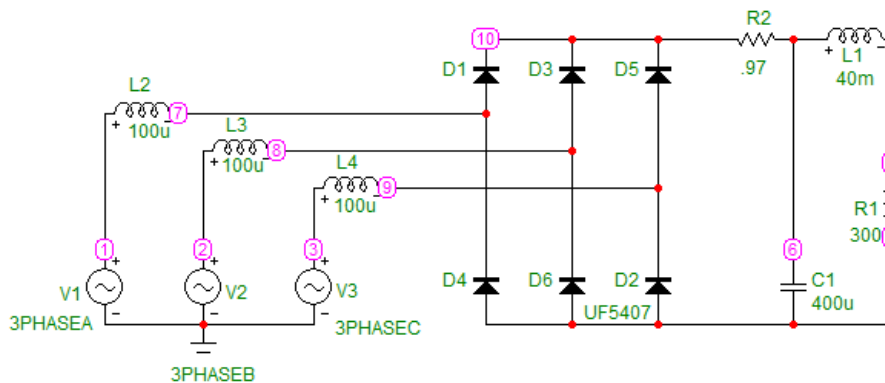 10
R2
D1
D3
D5
L1
.97
40m
L2
7
100u
L3
8
100u
L4
9
100u
R1
300
1
2
3
6
V1
V2
V3
D4
D6
D2
C1
400u
UF5407
3PHASEA
3PHASEC
3PHASEB